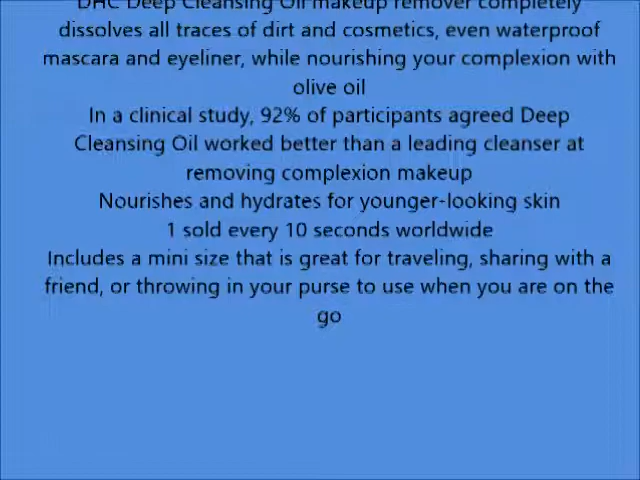 DHC Deep Cleansing Oil makeup remover completely
dissolves all traces of dirt and cosmetics, even waterproof
mascara and eyeliner, while nourishing your complexion with
olive oil
In a clinical study, 92% of participants agreed Deep
Cleansing Oil worked better than a leading cleanser at
removing complexion makeup
Nourishes and hydrates for younger-looking skin
1 sold every 10 seconds worldwide
Includes a mini size that is great for traveling, sharing with a
friend, or throwing in your purse to use when you are on the
go